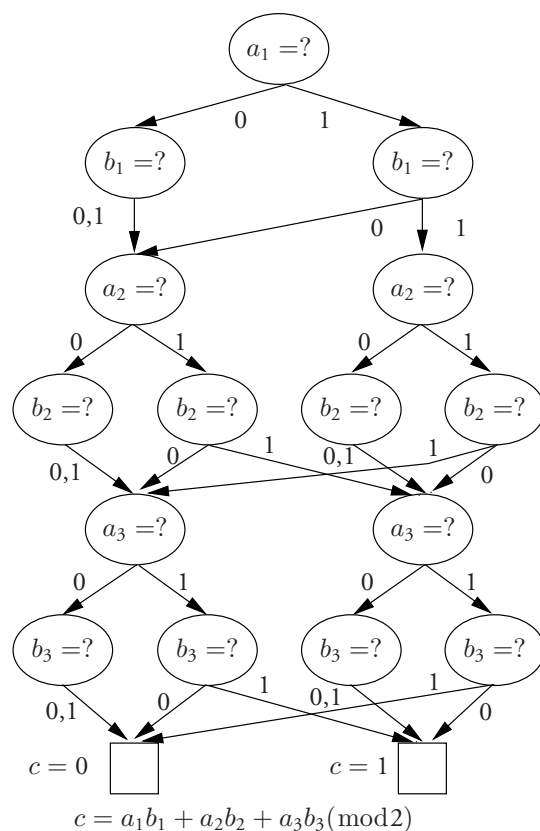 a₁ =?
0 1
b₁ =? b₁ =?
0,1 0 1
a₂ =? a₂ =?
0 1 0 1
b₂ =? b₂ =? b₂ =? b₂ =?
0,1 0 1 0,1 1 0
a₃ =? a₃ =?
0 1 0 1
b₃ =? b₃ =? b₃ =? b₃ =?
0,1 0 1 0,1 1 0
c = 0 c = 1
c = a₁b₁ + a₂b₂ + a₃b₃(mod2)